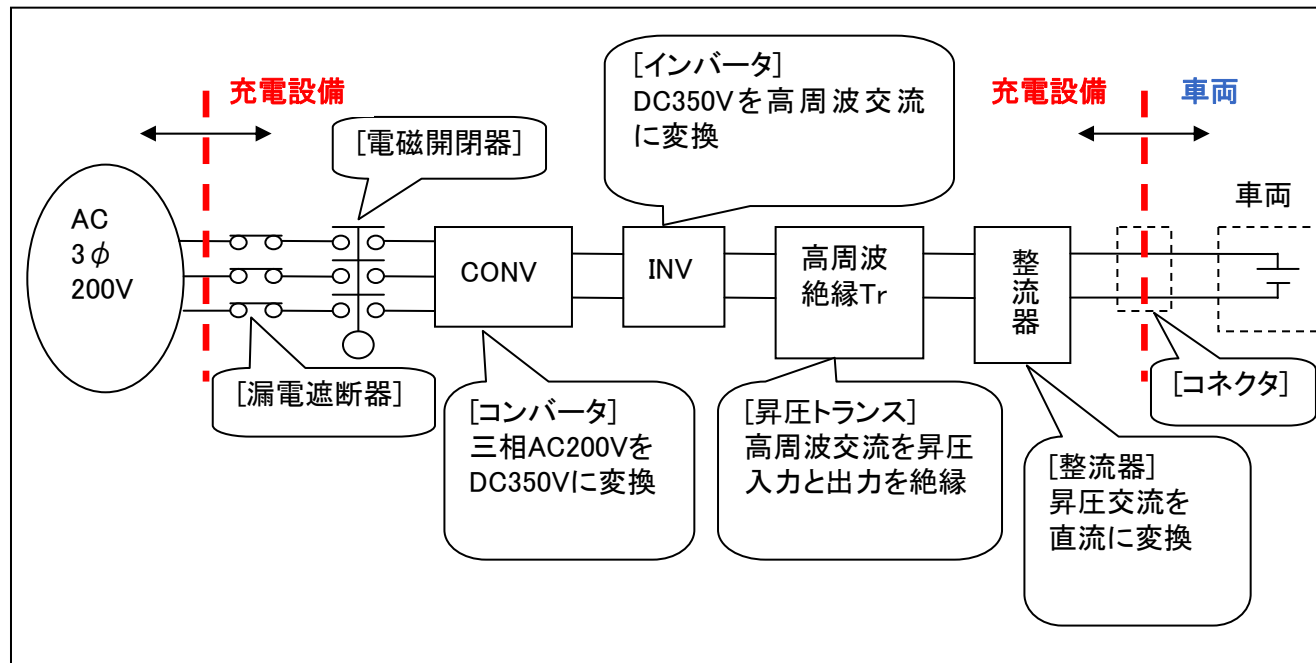 充電設備
[電磁開閉器]
[インバータ]
DC350Vを高周波交流
に変換
充電設備
車両
AC
3φ
200V
CONV
INV
高周波
絶縁Tr
整流器
車両
[漏電遮断器]
[コンバータ]
三相AC200Vを
DC350Vに変換
[昇圧トランス]
高周波交流を昇圧
入力と出力を絶縁
[整流器]
昇圧交流を
直流に変換
[コネクタ]